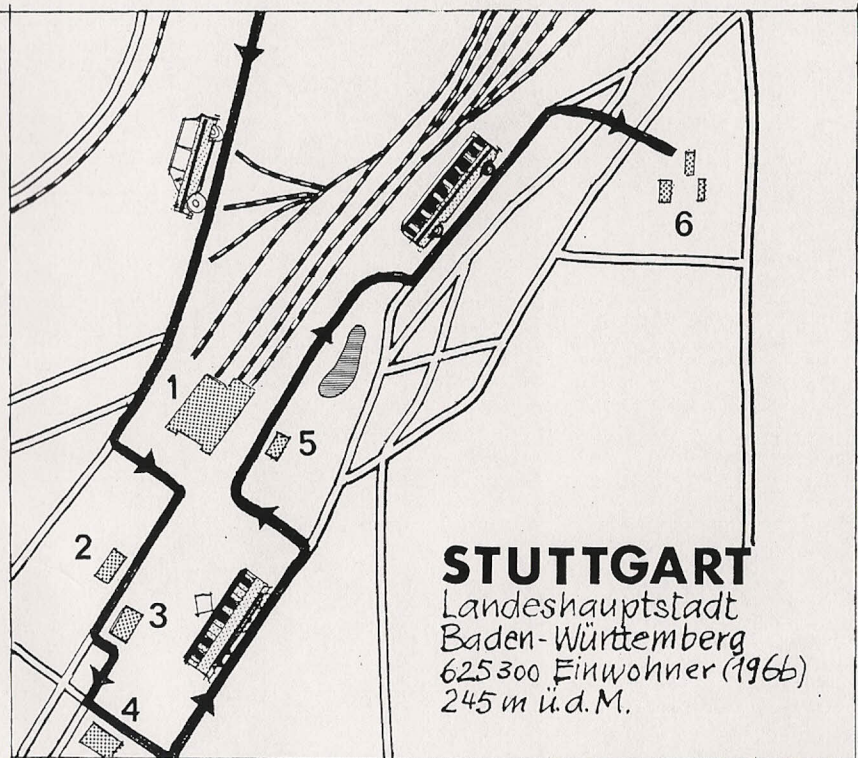 1
2
3
4
5
6
STUTTGART
Landeshauptstadt
Baden-Württemberg
625300 Einwohner (1966)
245 m ü.d.M.